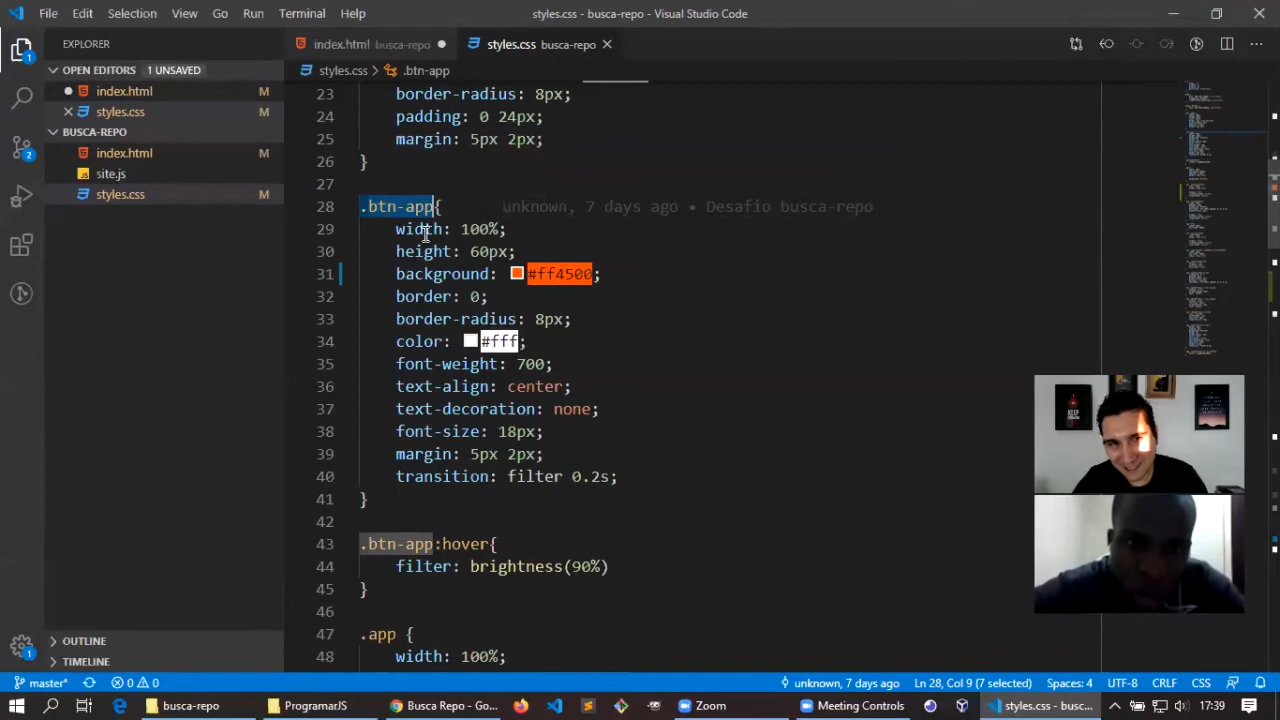 File Edit Selection View Go Run Terminal Help
styles.css - busca-repo - Visual Studio Code
EXPLORER
index.html busca-repo
styles.css busca-repo
OPEN EDITORS 1 UNSAVED
styles.css > .btn-app
index.html M
styles.css M
BUSCA-REPO
index.html M
site.js
styles.css M
23 border-radius: 8px;
24 padding: 0 24px;
25 margin: 5px 2px;
26 }
27
28 .btn-app{ unknown, 7 days ago • Desafio busca-repo
29 width: 100%;
30 height: 60px;
31 background: #ff4500;
32 border: 0;
33 border-radius: 8px;
34 color: #fff;
35 font-weight: 700;
36 text-align: center;
37 text-decoration: none;
38 font-size: 18px;
39 margin: 5px 2px;
40 transition: filter 0.2s;
41 }
42
43 .btn-app:hover{
44 filter: brightness(90%)
45 }
46
47 .app {
48 width: 100%;
OUTLINE
TIMELINE
1
2
1
KEEP
master* 0 0 unknown, 7 days ago Ln 28, Col 9 (7 selected) Spaces: 4 UTF-8 CRLF CSS
busca-repo ProgramarJS Busca Repo - Go... Zoom Meeting Controls styles.css - busc... 17:39